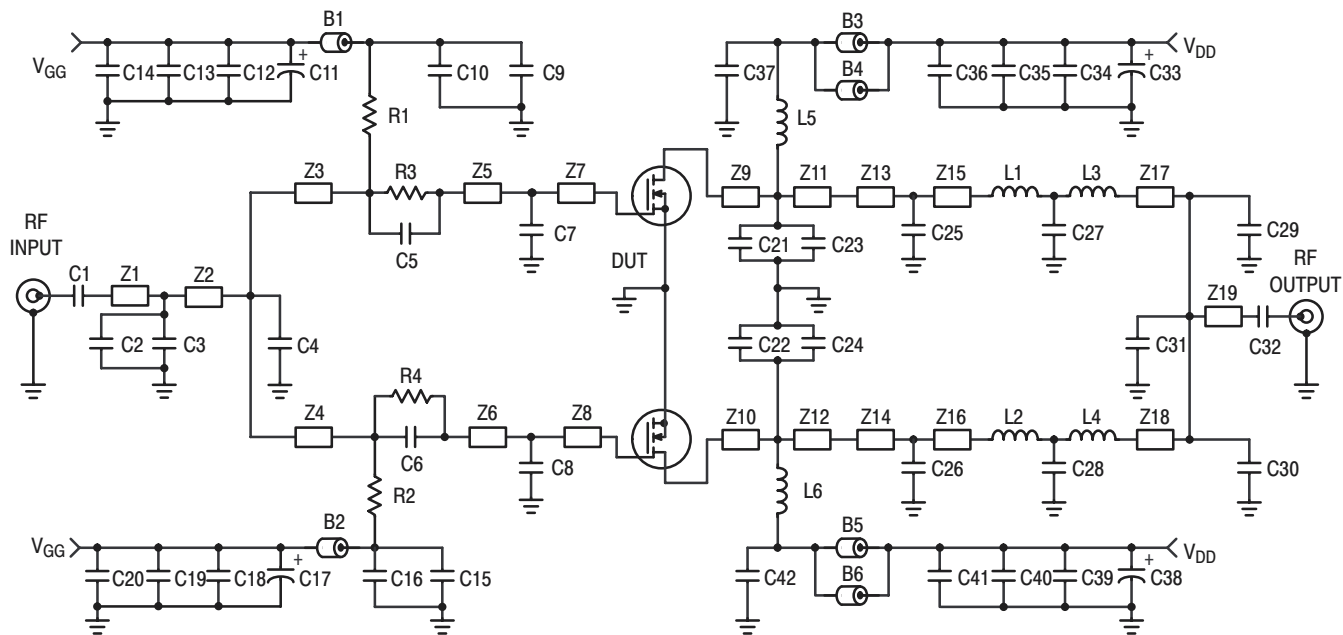 B1
B3
V_GG
C14
C13
C12
+
C11
C10
C9
C37
B4
C36
C35
C34
+
C33
V_DD
R1
L5
Z3
R3
Z5
Z7
Z9
Z11
Z13
Z15
L1
L3
Z17
C5
C7
C21
C23
C25
C27
C29
RF
INPUT
DUT
RF
OUTPUT
C1
Z1
Z2
Z19
C2
C3
C4
C22
C24
C31
C32
R4
Z4
Z6
Z8
Z10
Z12
Z14
Z16
L2
L4
Z18
C6
C8
C26
C28
C30
R2
L6
B2
B5
V_GG
C20
C19
C18
+
C17
C16
C15
C42
B6
C41
C40
C39
+
C38
V_DD